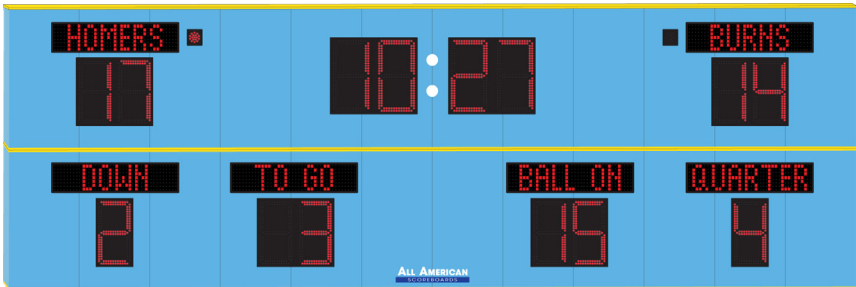 HOMERS
BURNS
17
10:27
14
DOWN
TO GO
BALL ON
QUARTER
2
3
15
4
ALL AMERICAN
SCOREBOARDS